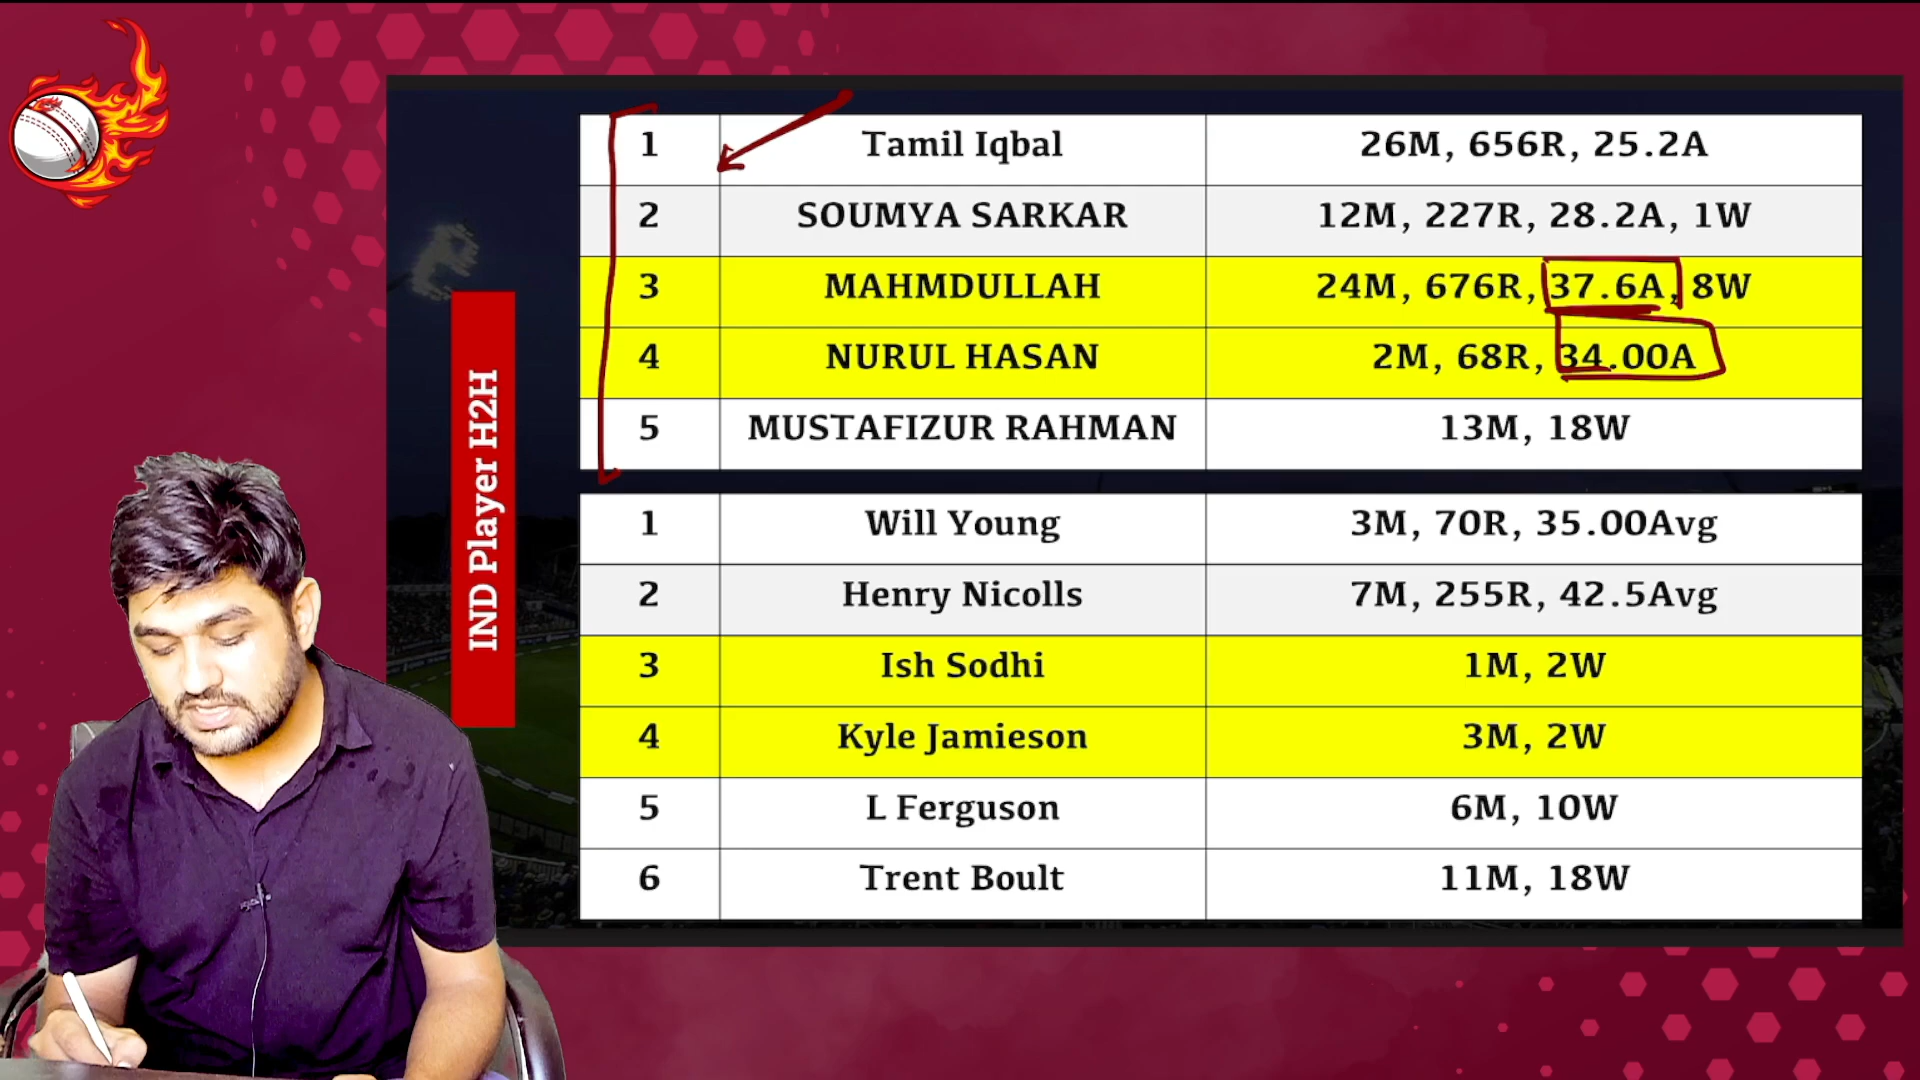 IND Player H2H
1 Tamil Iqbal 26M, 656R, 25.2A
2 SOUMYA SARKAR 12M, 227R, 28.2A, 1W
3 MAHMDULLAH 24M, 676R, 37.6A, 8W
4 NURUL HASAN 2M, 68R, 34.00A
5 MUSTAFIZUR RAHMAN 13M, 18W
1 Will Young 3M, 70R, 35.00Avg
2 Henry Nicolls 7M, 255R, 42.5Avg
3 Ish Sodhi 1M, 2W
4 Kyle Jamieson 3M, 2W
5 L Ferguson 6M, 10W
6 Trent Boult 11M, 18W